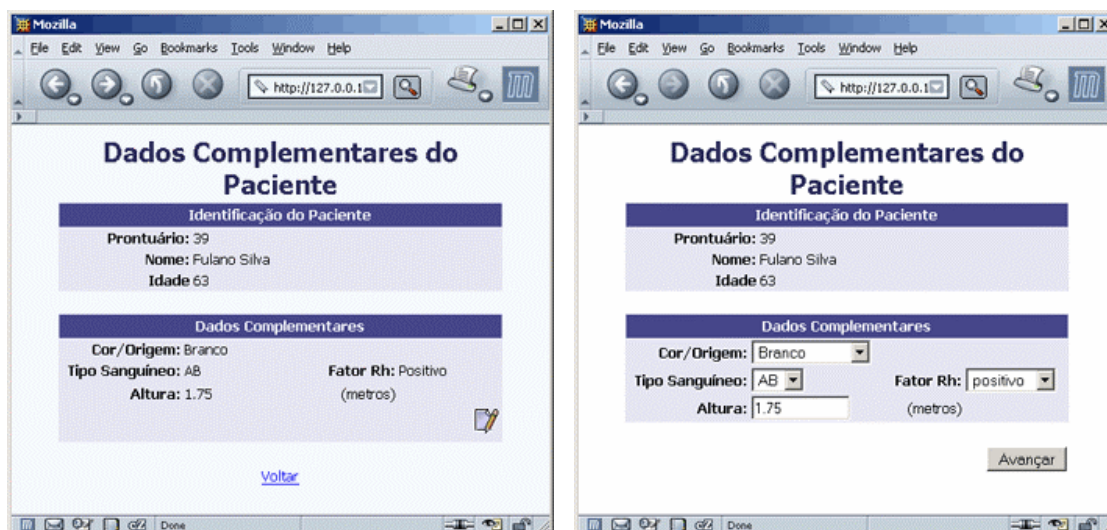 Mozilla
File Edit View Go Bookmarks Tools Window Help
http://127.0.0.1
Dados Complementares do
Paciente
Identificação do Paciente
Prontuário: 39
Nome: Fulano Silva
Idade 63
Dados Complementares
Cor/Origem: Branco
Tipo Sanguíneo: AB Fator Rh: Positivo
Altura: 1.75 (metros)
Voltar
Done
Mozilla
File Edit View Go Bookmarks Tools Window Help
http://127.0.0.1
Dados Complementares do
Paciente
Identificação do Paciente
Prontuário: 39
Nome: Fulano Silva
Idade 63
Dados Complementares
Cor/Origem: Branco
Tipo Sanguíneo: AB Fator Rh: positivo
Altura: 1.75 (metros)
Avançar
Done